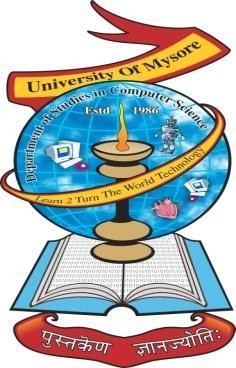 University Of Mysore
Department of Studies in Computer Science
Estd 1986
Learn 2 Turn The World Technology
पुस्तकेण ज्ञानज्योतिः